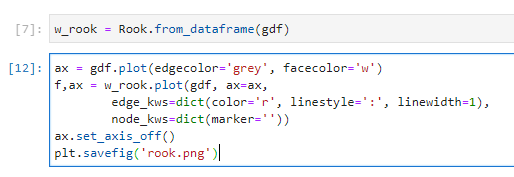 [7]: w_rook = Rook.from_dataframe(gdf)
[12]: ax = gdf.plot(edgecolor='grey', facecolor='w')
f,ax = w_rook.plot(gdf, ax=ax,
        edge_kws=dict(color='r', linestyle=':', linewidth=1),
        node_kws=dict(marker=''))
ax.set_axis_off()
plt.savefig('rook.png')